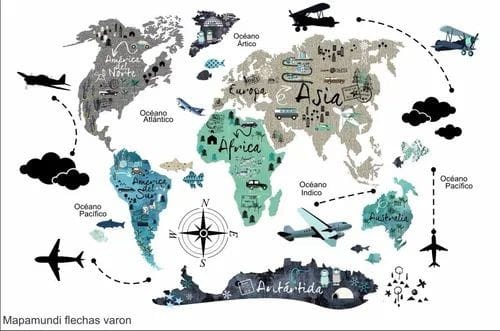 Océano
Ártico
América
del
Norte
Europa
Asia
Océano
Atlántico
África
América
del
Sur
Océano
Pacífico
Océano
Indico
Océano
Pacífico
Australia
N
W
E
S
Antártida
Mapamundi flechas varon